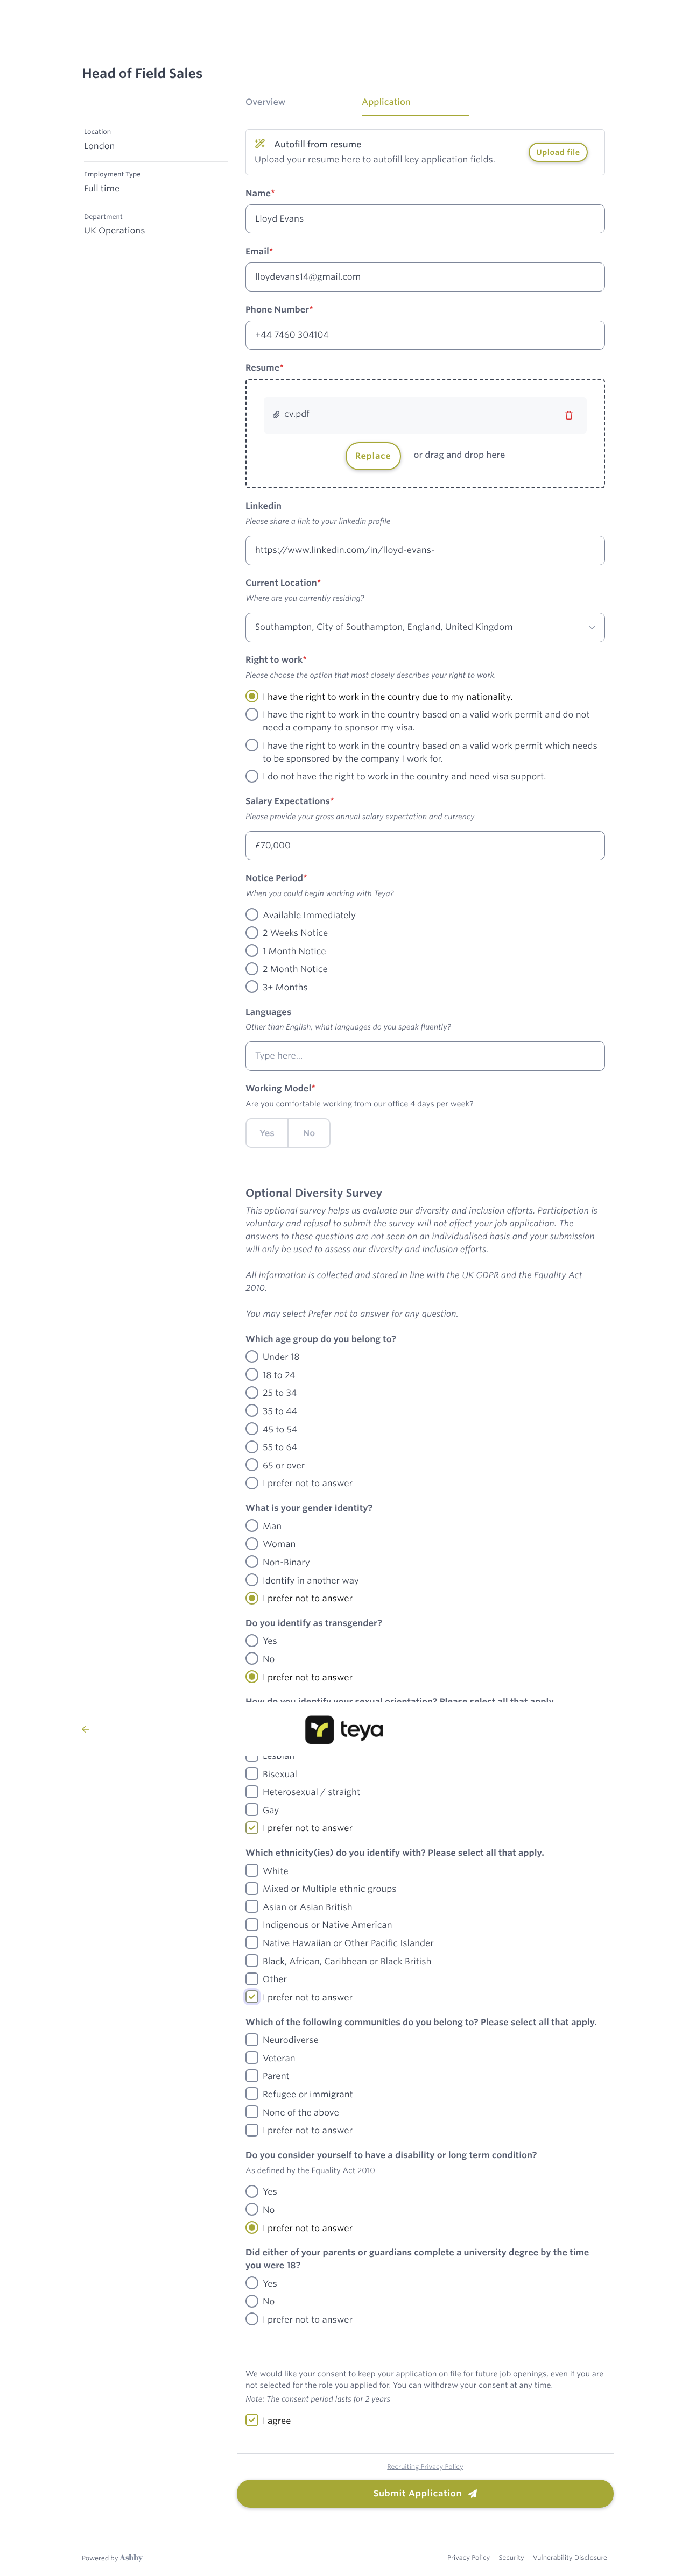 Head of Field Sales
Overview
Application
Location
London
Employment Type
Full time
Department
UK Operations
Autofill from resume
Upload your resume here to autofill key application fields.
Upload file
Name*
Lloyd Evans
Email*
lloydevans14@gmail.com
Phone Number*
+44 7460 304104
Resume*
cv.pdf
Replace
or drag and drop here
Linkedin
Please share a link to your linkedin profile
https://www.linkedin.com/in/lloyd-evans-
Current Location*
Where are you currently residing?
Southampton, City of Southampton, England, United Kingdom
Right to work*
Please choose the option that most closely describes your right to work.
I have the right to work in the country due to my nationality.
I have the right to work in the country based on a valid work permit and do not
need a company to sponsor my visa.
I have the right to work in the country based on a valid work permit which needs
to be sponsored by the company I work for.
I do not have the right to work in the country and need visa support.
Salary Expectations*
Please provide your gross annual salary expectation and currency
£70,000
Notice Period*
When you could begin working with Teya?
Available Immediately
2 Weeks Notice
1 Month Notice
2 Month Notice
3+ Months
Languages
Other than English, what languages do you speak fluently?
Type here...
Working Model*
Are you comfortable working from our office 4 days per week?
Yes
No
Optional Diversity Survey
This optional survey helps us evaluate our diversity and inclusion efforts. Participation is
voluntary and refusal to submit the survey will not affect your job application. The
answers to these questions are not seen on an individualised basis and your submission
will only be used to assess our diversity and inclusion efforts.
All information is collected and stored in line with the UK GDPR and the Equality Act
2010.
You may select Prefer not to answer for any question.
Which age group do you belong to?
Under 18
18 to 24
25 to 34
35 to 44
45 to 54
55 to 64
65 or over
I prefer not to answer
What is your gender identity?
Man
Woman
Non-Binary
Identify in another way
I prefer not to answer
Do you identify as transgender?
Yes
No
I prefer not to answer
How do you identify your sexual orientation? Please select all that apply
teya
Lesbian
Bisexual
Heterosexual / straight
Gay
I prefer not to answer
Which ethnicity(ies) do you identify with? Please select all that apply.
White
Mixed or Multiple ethnic groups
Asian or Asian British
Indigenous or Native American
Native Hawaiian or Other Pacific Islander
Black, African, Caribbean or Black British
Other
I prefer not to answer
Which of the following communities do you belong to? Please select all that apply.
Neurodiverse
Veteran
Parent
Refugee or immigrant
None of the above
I prefer not to answer
Do you consider yourself to have a disability or long term condition?
As defined by the Equality Act 2010
Yes
No
I prefer not to answer
Did either of your parents or guardians complete a university degree by the time
you were 18?
Yes
No
I prefer not to answer
We would like your consent to keep your application on file for future job openings, even if you are
not selected for the role you applied for. You can withdraw your consent at any time.
Note: The consent period lasts for 2 years
I agree
Recruiting Privacy Policy
Submit Application
Powered by Ashby
Privacy Policy
Security
Vulnerability Disclosure